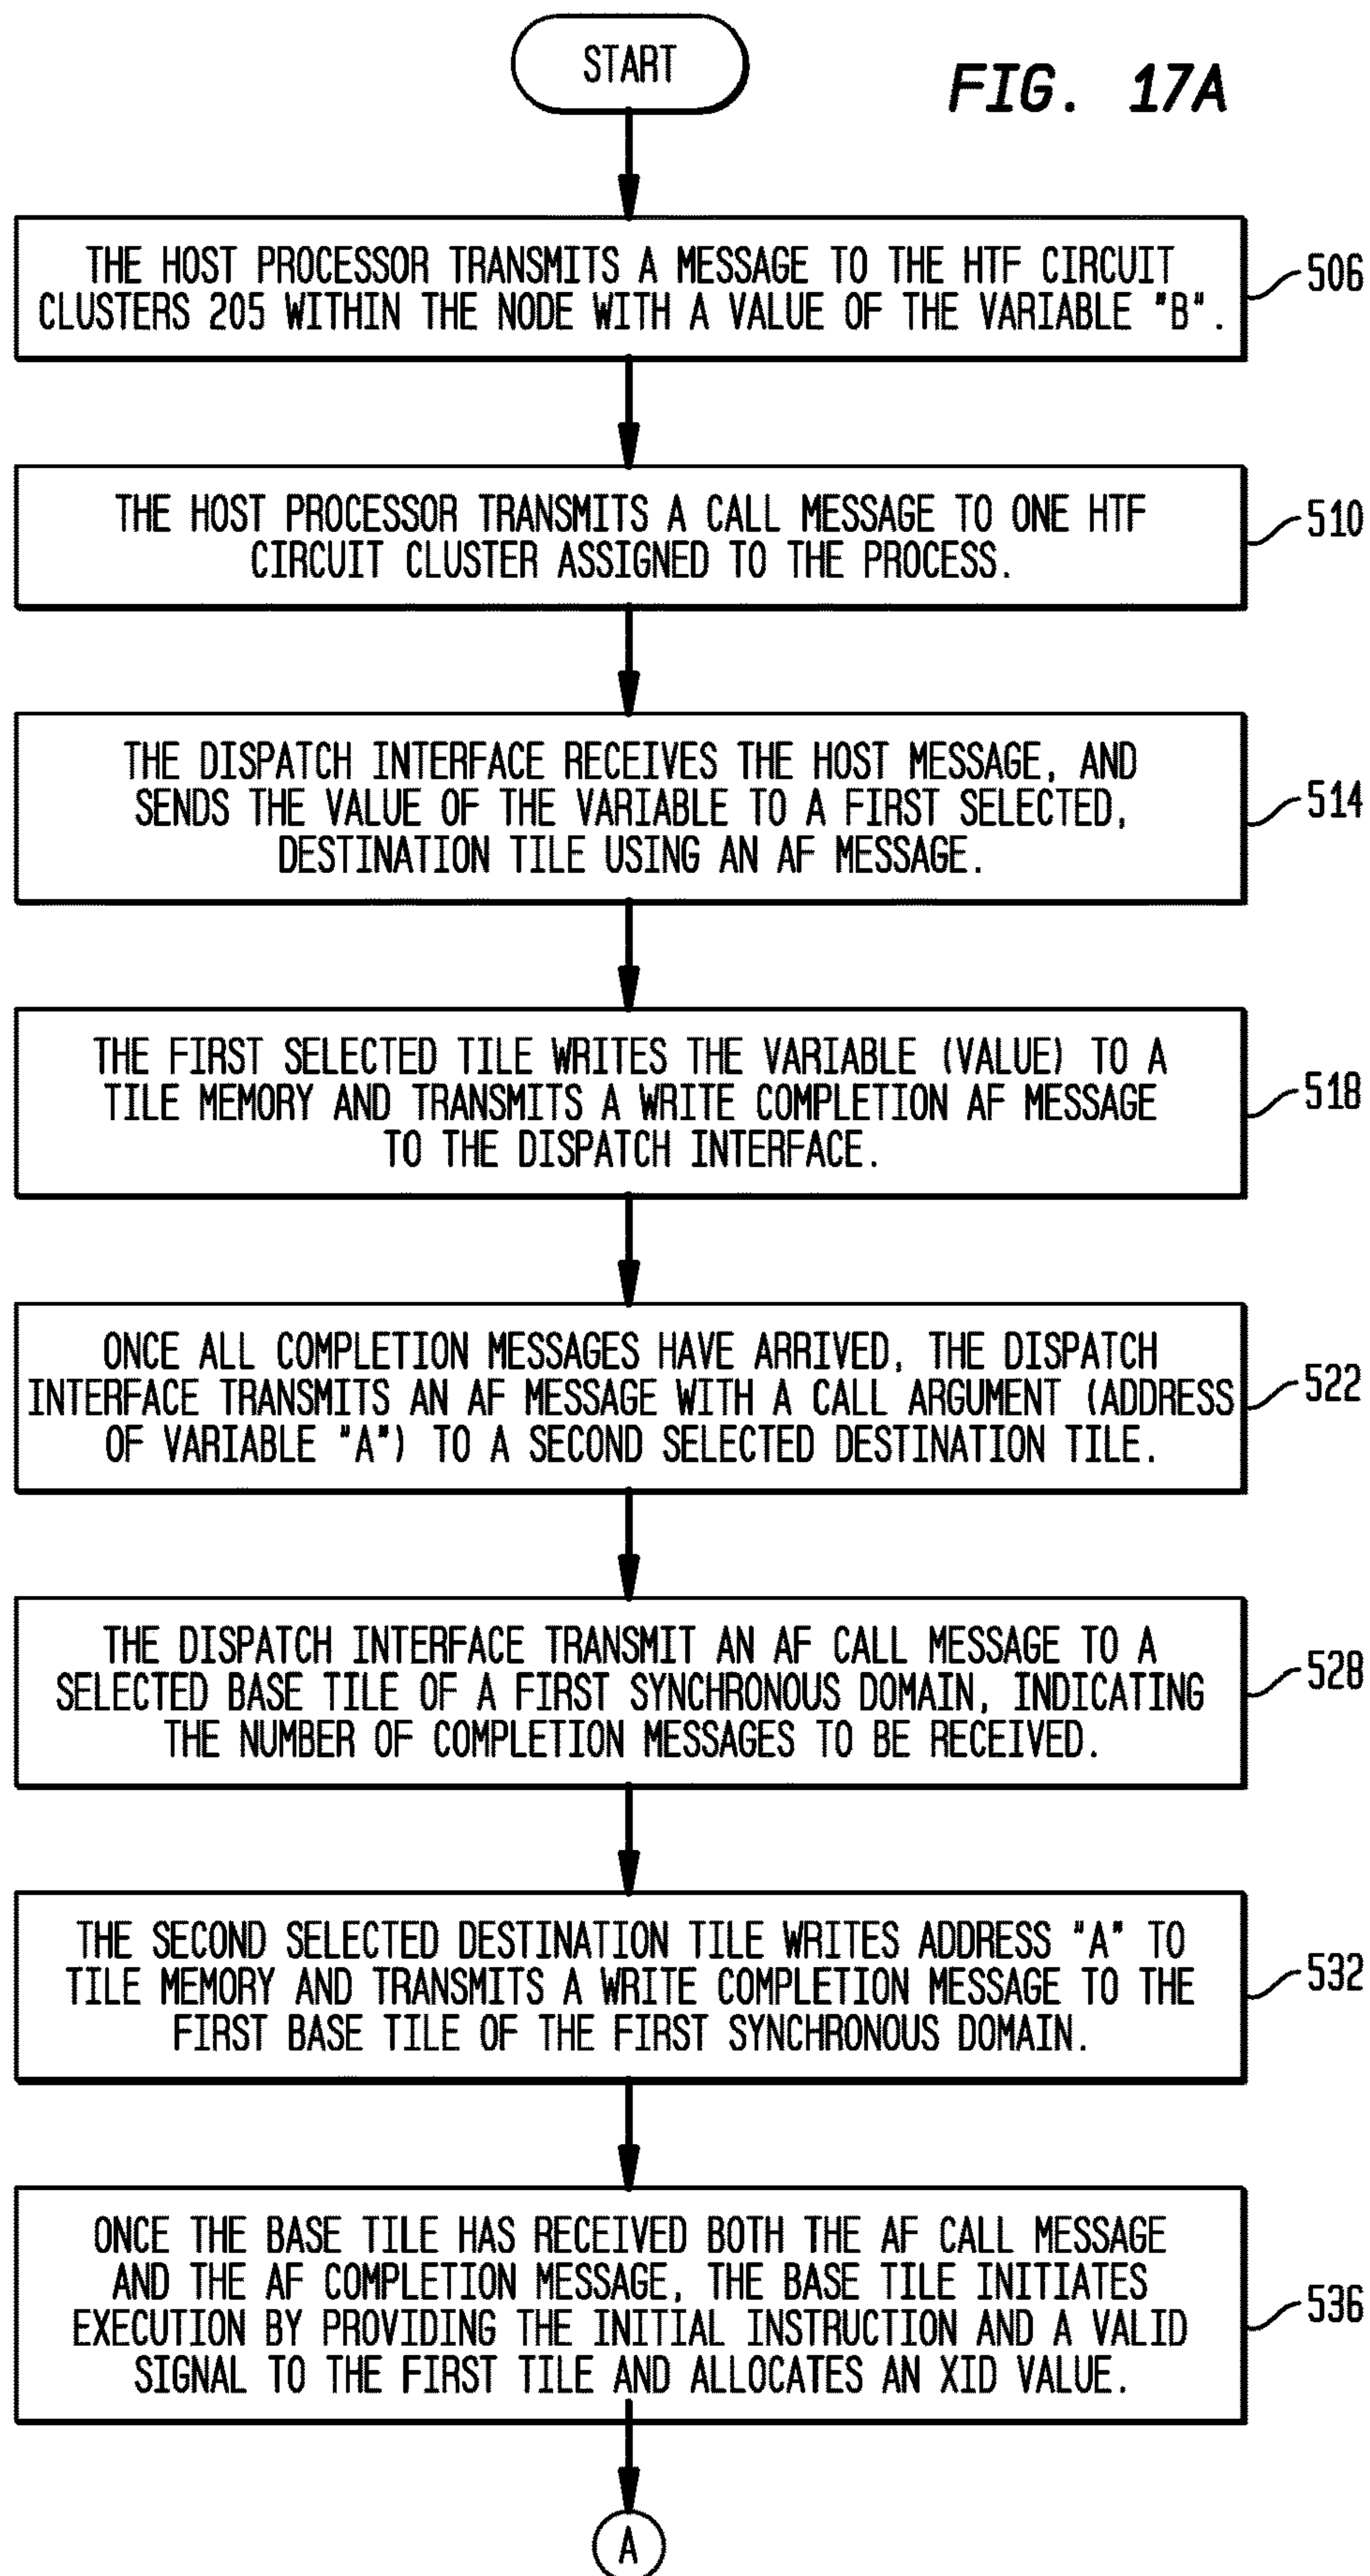 START
FIG. 17A
THE HOST PROCESSOR TRANSMITS A MESSAGE TO THE HTF CIRCUIT
CLUSTERS 205 WITHIN THE NODE WITH A VALUE OF THE VARIABLE "B".
506
THE HOST PROCESSOR TRANSMITS A CALL MESSAGE TO ONE HTF
CIRCUIT CLUSTER ASSIGNED TO THE PROCESS.
510
THE DISPATCH INTERFACE RECEIVES THE HOST MESSAGE, AND
SENDS THE VALUE OF THE VARIABLE TO A FIRST SELECTED,
DESTINATION TILE USING AN AF MESSAGE.
514
THE FIRST SELECTED TILE WRITES THE VARIABLE (VALUE) TO A
TILE MEMORY AND TRANSMITS A WRITE COMPLETION AF MESSAGE
TO THE DISPATCH INTERFACE.
518
ONCE ALL COMPLETION MESSAGES HAVE ARRIVED, THE DISPATCH
INTERFACE TRANSMITS AN AF MESSAGE WITH A CALL ARGUMENT (ADDRESS
OF VARIABLE "A") TO A SECOND SELECTED DESTINATION TILE.
522
THE DISPATCH INTERFACE TRANSMIT AN AF CALL MESSAGE TO A
SELECTED BASE TILE OF A FIRST SYNCHRONOUS DOMAIN, INDICATING
THE NUMBER OF COMPLETION MESSAGES TO BE RECEIVED.
528
THE SECOND SELECTED DESTINATION TILE WRITES ADDRESS "A" TO
TILE MEMORY AND TRANSMITS A WRITE COMPLETION MESSAGE TO THE
FIRST BASE TILE OF THE FIRST SYNCHRONOUS DOMAIN.
532
ONCE THE BASE TILE HAS RECEIVED BOTH THE AF CALL MESSAGE
AND THE AF COMPLETION MESSAGE, THE BASE TILE INITIATES
EXECUTION BY PROVIDING THE INITIAL INSTRUCTION AND A VALID
SIGNAL TO THE FIRST TILE AND ALLOCATES AN XID VALUE.
536
A